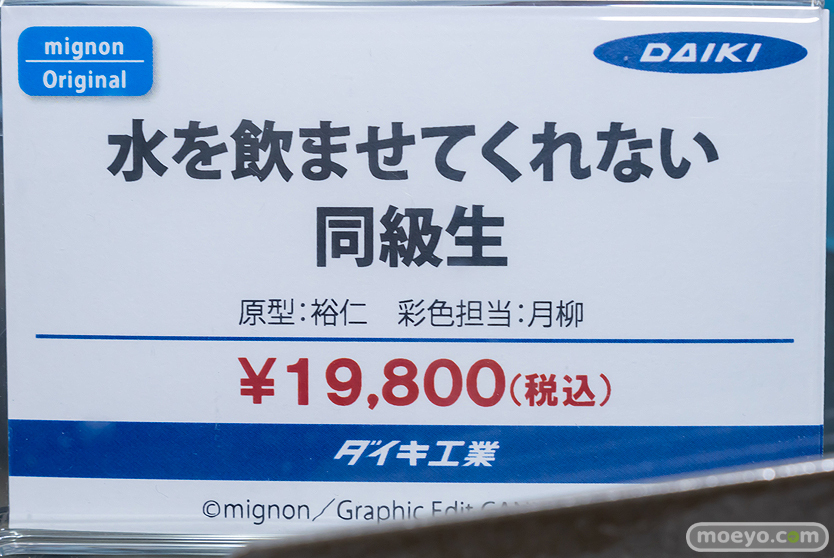 mignon
Original
DAIKI
水を飲ませてくれない
同級生
原型：裕仁　彩色担当：月柳
¥19,800（税込）
ダイキ工業
©mignon／Graphic Edit
moeyo.com